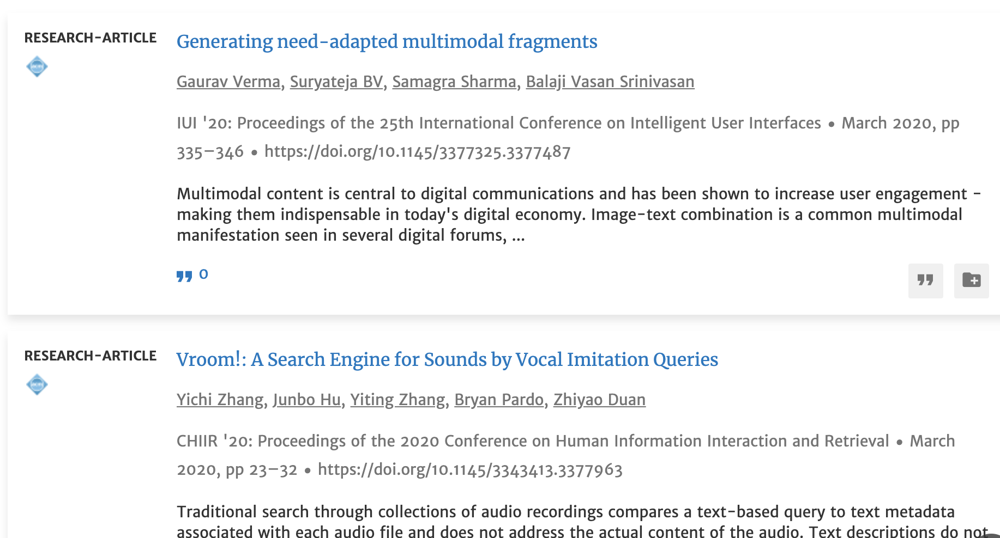 RESEARCH-ARTICLE
Generating need-adapted multimodal fragments
Gaurav Verma, Suryateja BV, Samagra Sharma, Balaji Vasan Srinivasan
IUI '20: Proceedings of the 25th International Conference on Intelligent User Interfaces • March 2020, pp
335–346 • https://doi.org/10.1145/3377325.3377487
Multimodal content is central to digital communications and has been shown to increase user engagement -
making them indispensable in today's digital economy. Image-text combination is a common multimodal
manifestation seen in several digital forums, ...
0
RESEARCH-ARTICLE
Vroom!: A Search Engine for Sounds by Vocal Imitation Queries
Yichi Zhang, Junbo Hu, Yiting Zhang, Bryan Pardo, Zhiyao Duan
CHIIR '20: Proceedings of the 2020 Conference on Human Information Interaction and Retrieval • March
2020, pp 23–32 • https://doi.org/10.1145/3343413.3377963
Traditional search through collections of audio recordings compares a text-based query to text metadata
associated with each audio file and does not address the actual content of the audio. Text descriptions do not